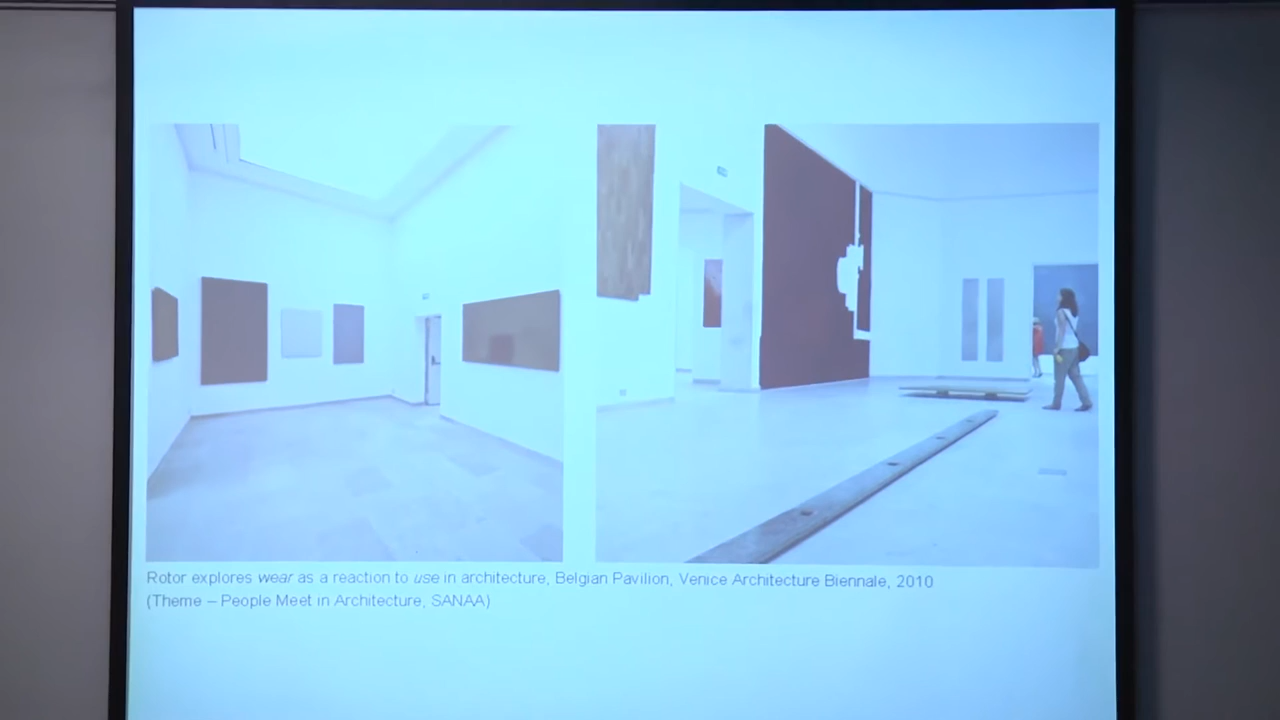 Rotor explores wear as a reaction to use in architecture, Belgian Pavilion, Venice Architecture Biennale, 2010
(Theme – People Meet in Architecture, SANAA)